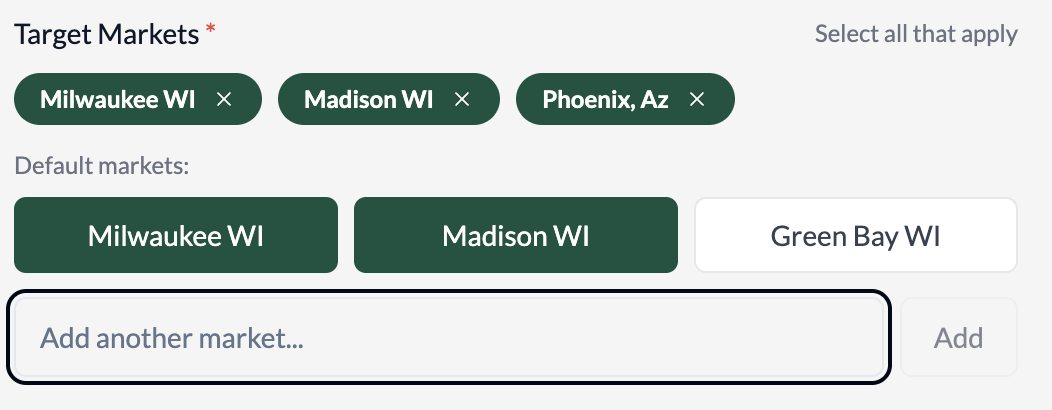 Target Markets * Select all that apply
Milwaukee WI × Madison WI × Phoenix, Az ×
Default markets:
Milwaukee WI Madison WI Green Bay WI
Add another market... Add